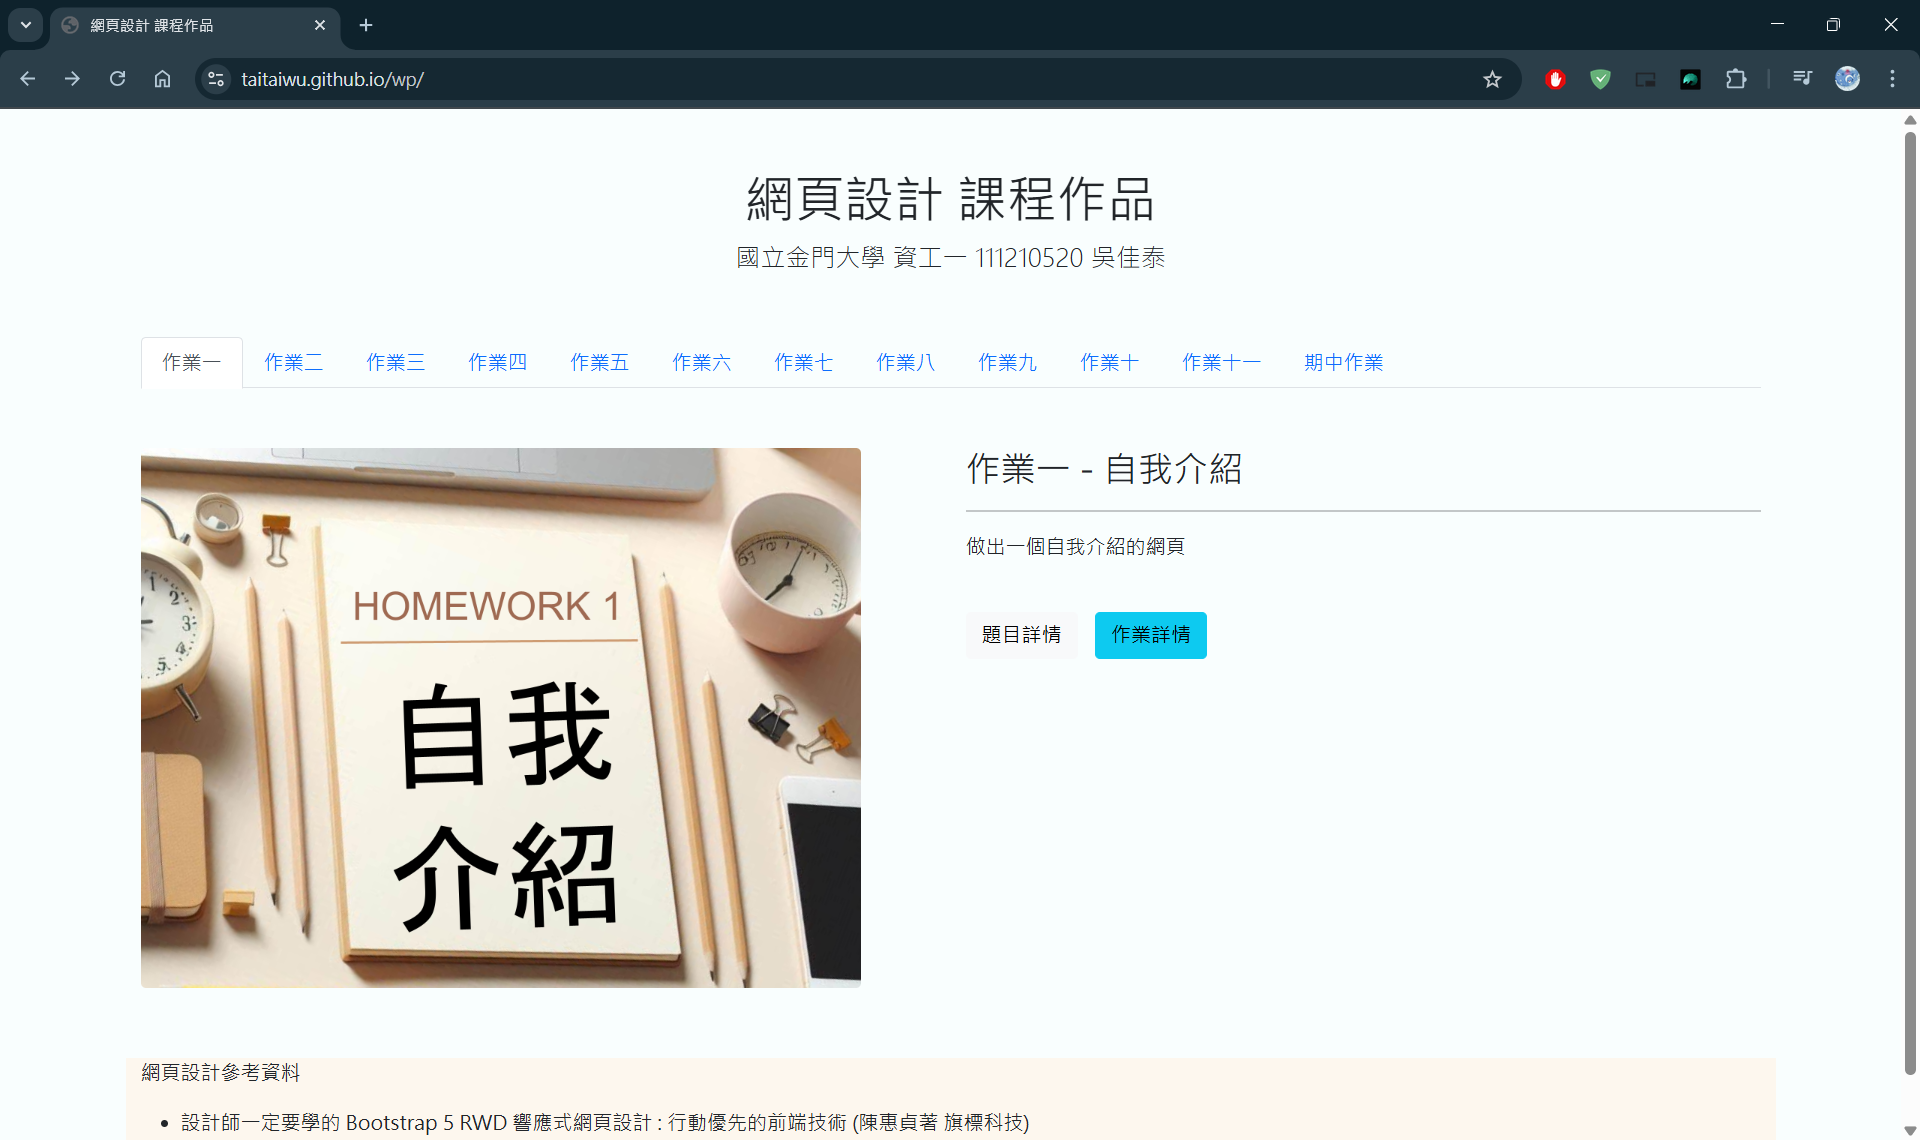 網頁設計 課程作品
taitaiwu.github.io/wp/
網頁設計 課程作品
國立金門大學 資工一 111210520 吳佳泰
作業一 作業二 作業三 作業四 作業五 作業六 作業七 作業八 作業九 作業十 作業十一 期中作業
HOMEWORK 1
自我
介紹
作業一 - 自我介紹
做出一個自我介紹的網頁
題目詳情 作業詳情
網頁設計參考資料
設計師一定要學的 Bootstrap 5 RWD 響應式網頁設計 : 行動優先的前端技術 (陳惠貞著 旗標科技)